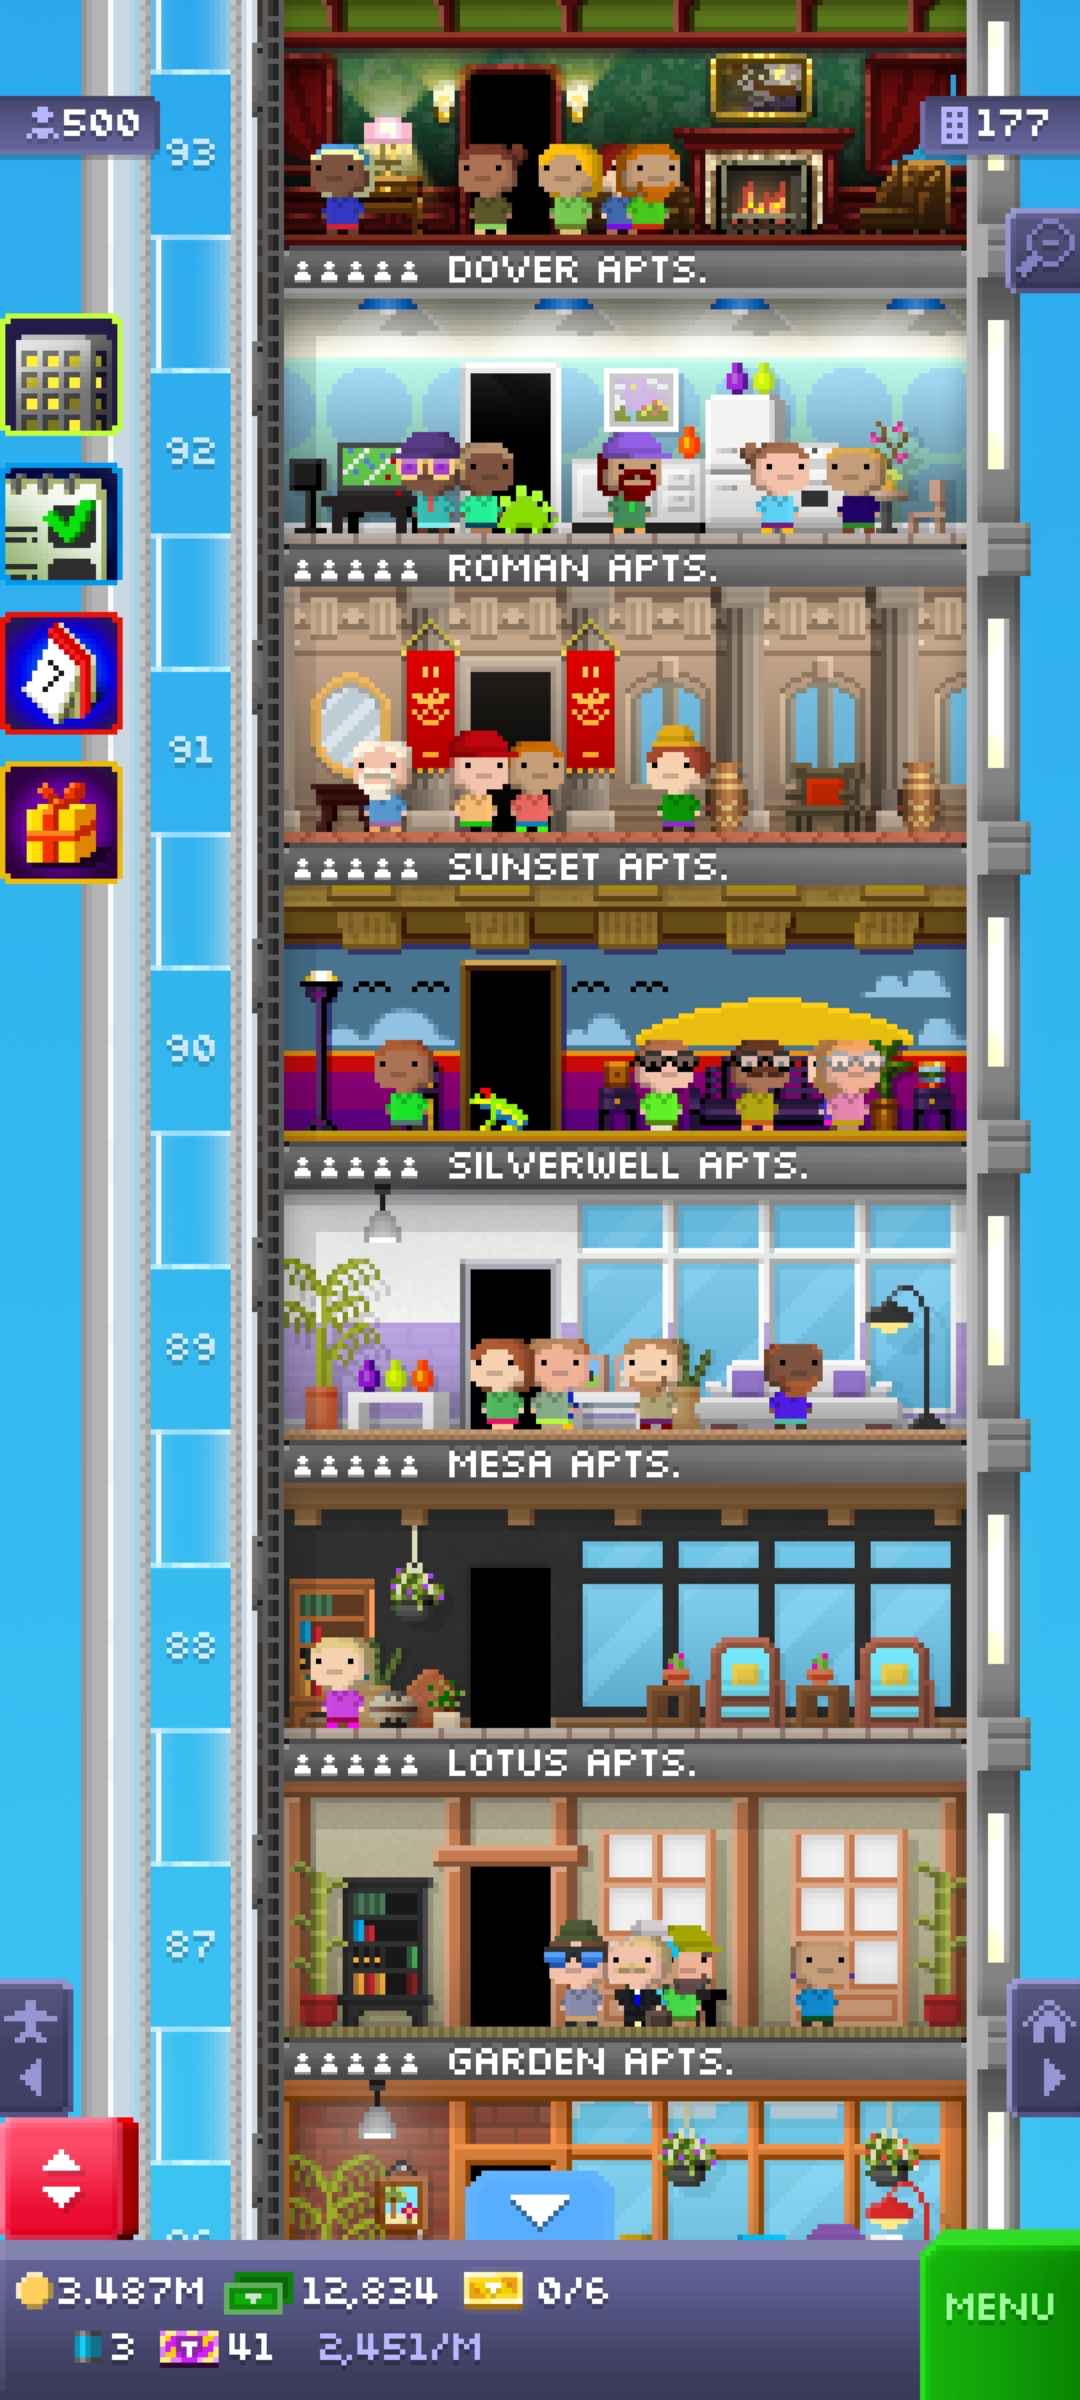 500
177
93
DOVER APTS.
92
ROMAN APTS.
91
SUNSET APTS.
90
SILVERWELL APTS.
89
MESA APTS.
88
LOTUS APTS.
87
GARDEN APTS.
3.487M 12,834 0/6
3 T 41 2,451/M
MENU